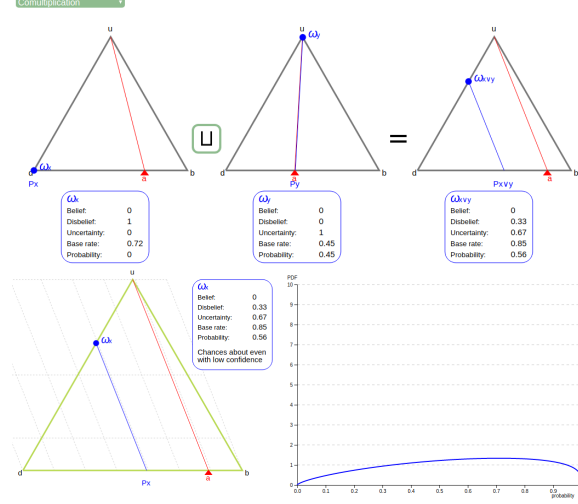 Comultiplication
u
ωx
d
b
a
Px
⊔
u
ωy
d
b
a
Py
=
u
ωx∨y
d
b
a
Px∨y
ωx
Belief: 0
Disbelief: 1
Uncertainty: 0
Base rate: 0.72
Probability: 0
ωy
Belief: 0
Disbelief: 0
Uncertainty: 1
Base rate: 0.45
Probability: 0.45
ωx∨y
Belief: 0
Disbelief: 0.33
Uncertainty: 0.67
Base rate: 0.85
Probability: 0.56
u
ωx
d
b
a
Px
ωx
Belief: 0
Disbelief: 0.33
Uncertainty: 0.67
Base rate: 0.85
Probability: 0.56
Chances about even
with low confidence
PDF
10
9
8
7
6
5
4
3
2
1
0
0.0 0.1 0.2 0.3 0.4 0.5 0.6 0.7 0.8 0.9
probability